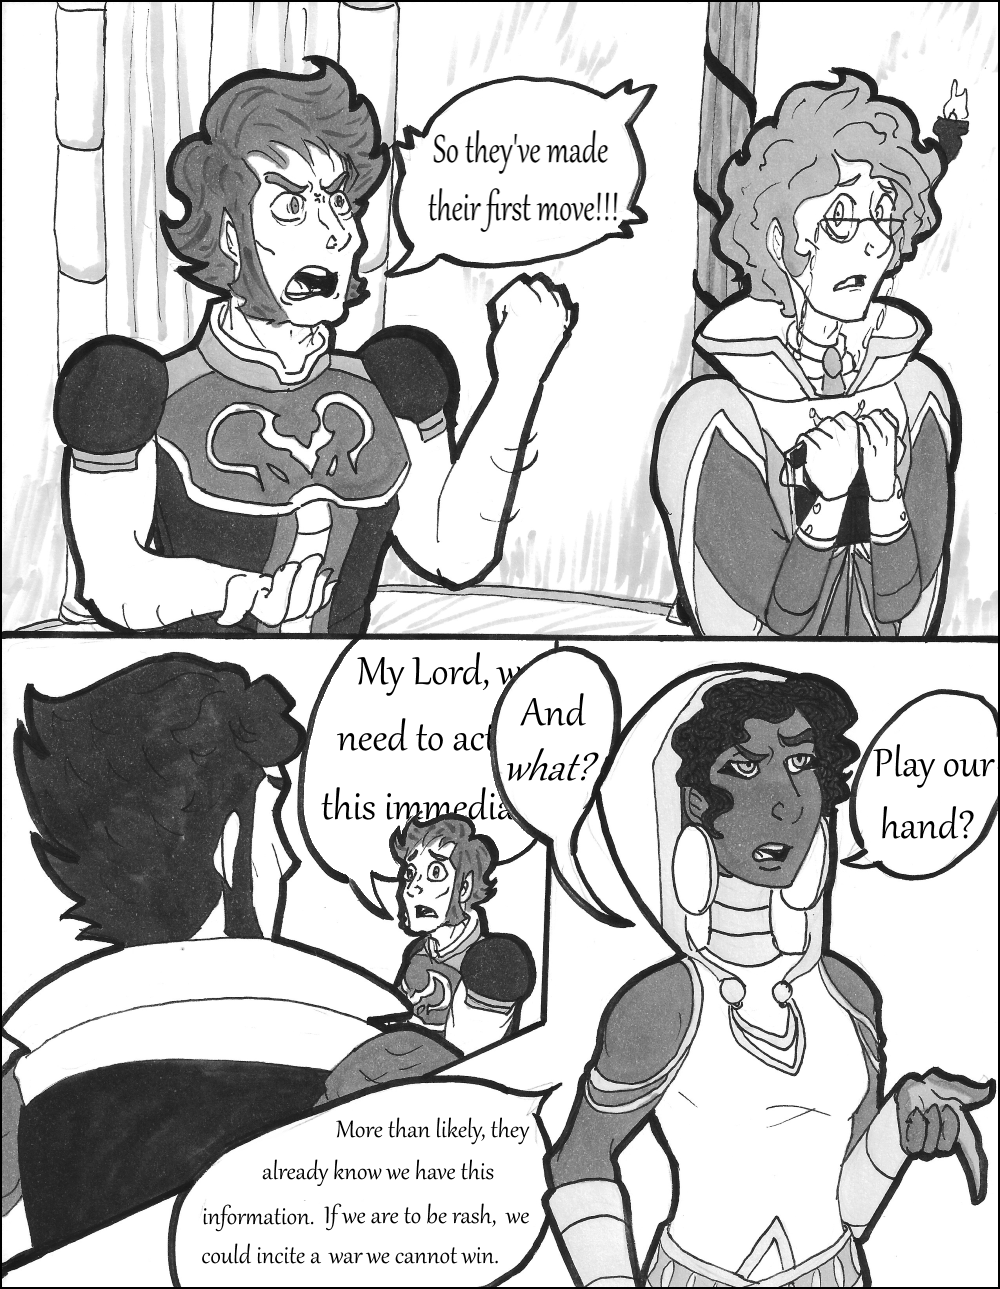 So they've made
their first move!!!
My Lord, w
need to act
this immedia
And
what?
Play our
hand?
More than likely, they
already know we have this
information. If we are to be rash, we
could incite a war we cannot win.